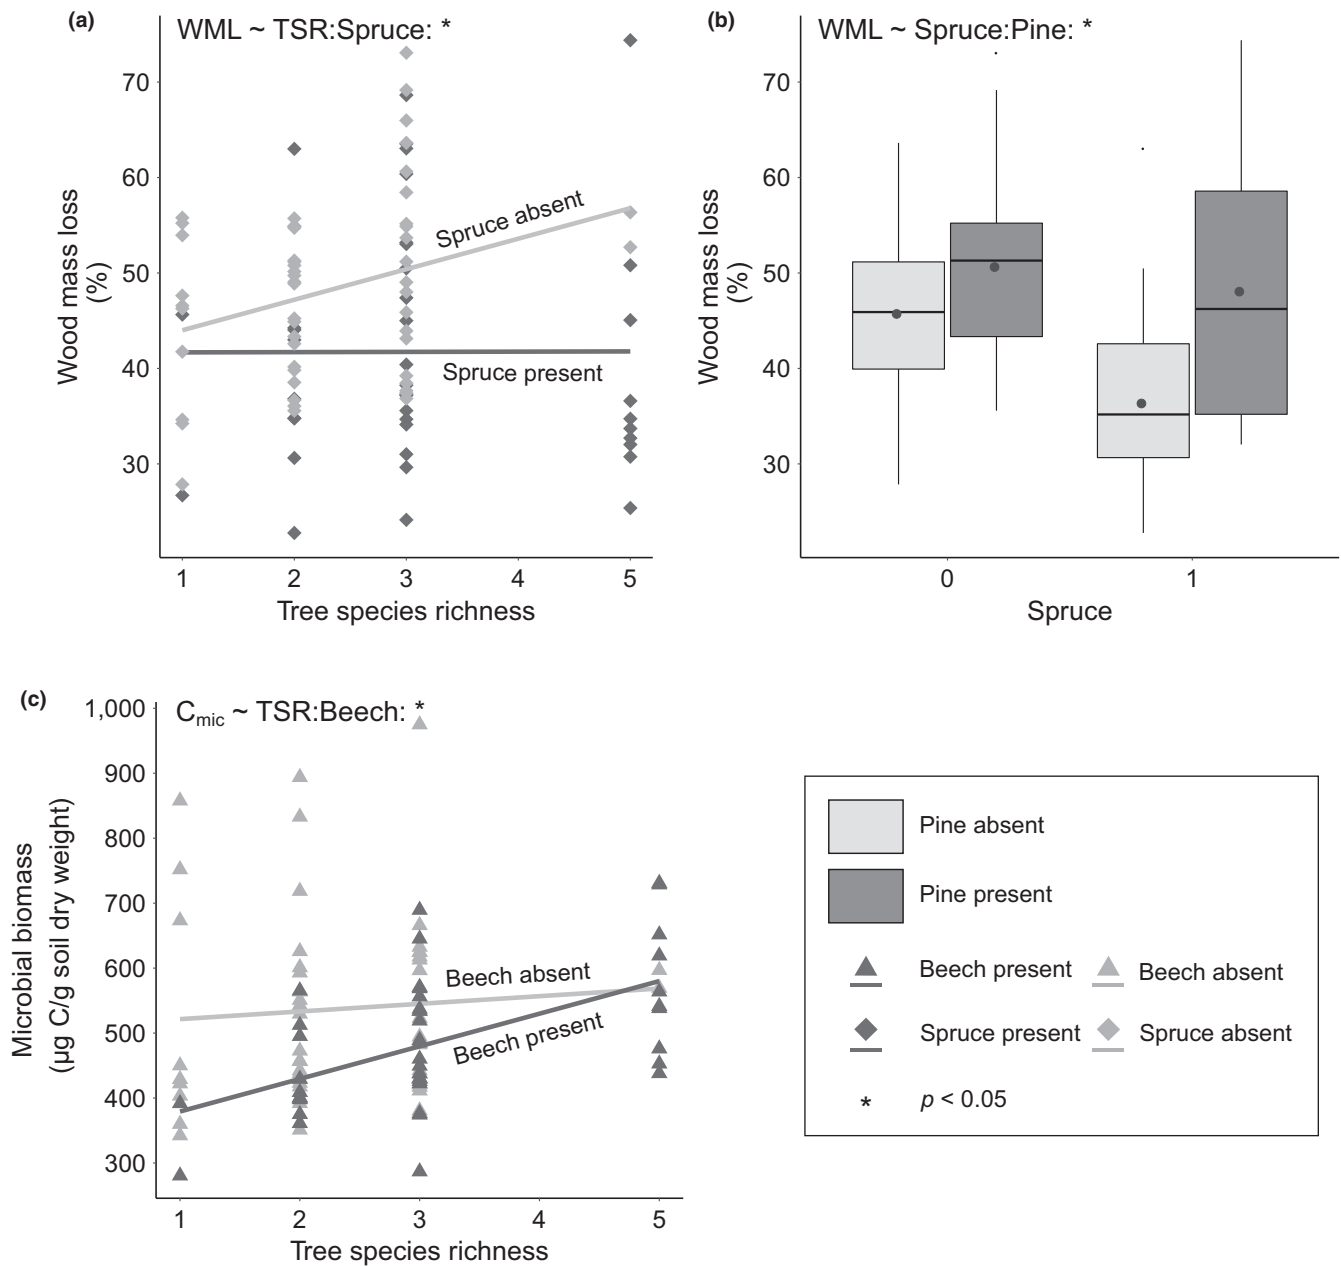 (a)
WML ~ TSR:Spruce: *
70
60
50
40
30
Wood mass loss
(%)
Spruce absent
Spruce present
1 2 3 4 5
Tree species richness
(b)
WML ~ Spruce:Pine: *
70
60
50
40
30
Wood mass loss
(%)
0 1
Spruce
(c)
C_mic ~ TSR:Beech: *
1,000
900
800
700
600
500
400
300
Microbial biomass
(µg C/g soil dry weight)
Beech absent
Beech present
1 2 3 4 5
Tree species richness
Pine absent
Pine present
Beech present Beech absent
Spruce present Spruce absent
* p < 0.05